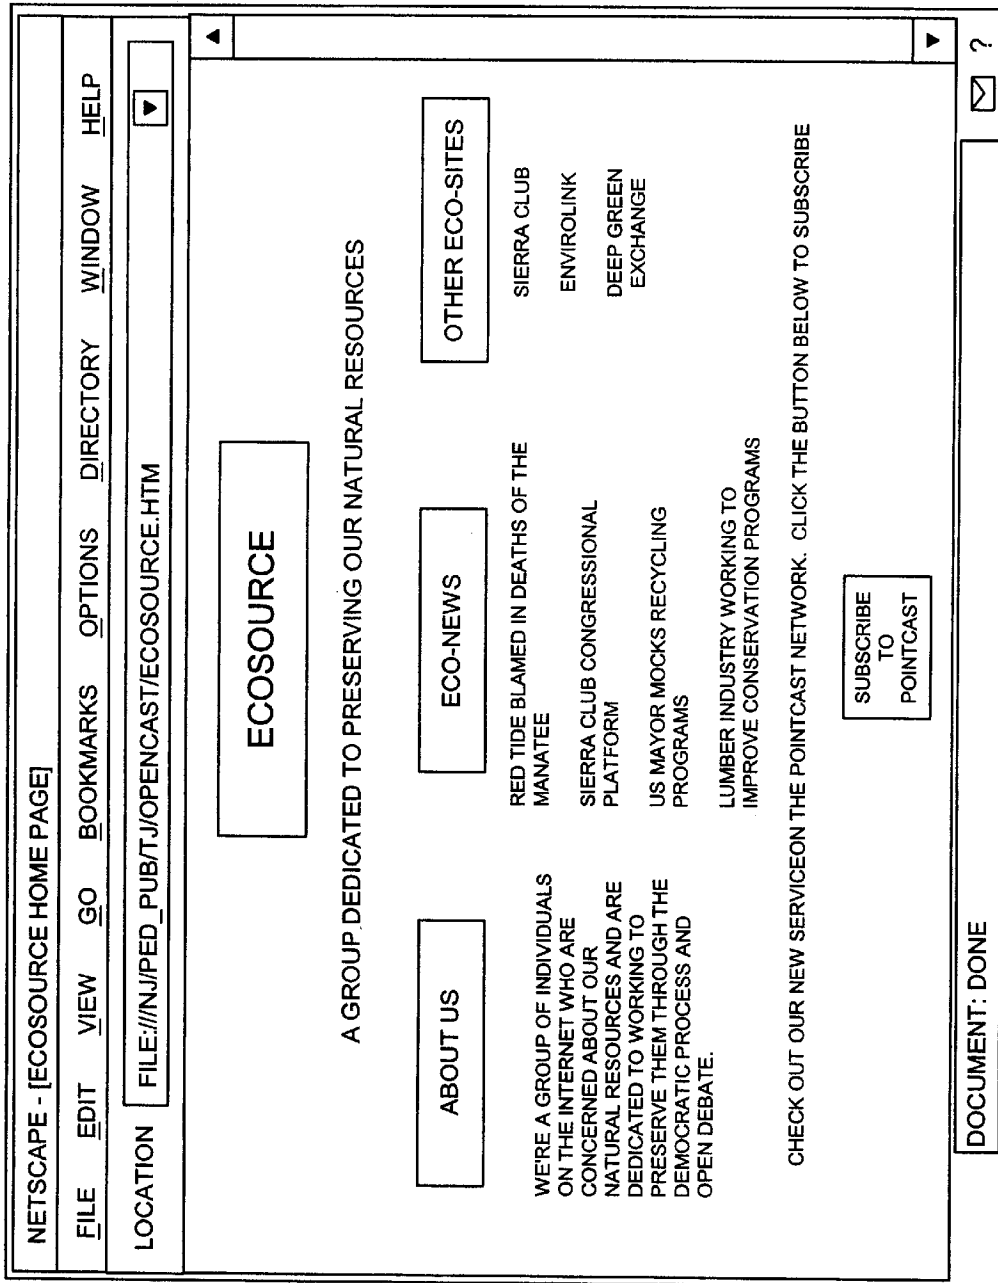 NETSCAPE - [ECOSOURCE HOME PAGE]
FILE EDIT VIEW GO BOOKMARKS OPTIONS DIRECTORY WINDOW HELP
LOCATION FILE:///NJ/PED_PUB/TJ/OPENCAST/ECOSOURCE.HTM
ECOSOURCE
A GROUP DEDICATED TO PRESERVING OUR NATURAL RESOURCES
ABOUT US
WE'RE A GROUP OF INDIVIDUALS
ON THE INTERNET WHO ARE
CONCERNED ABOUT OUR
NATURAL RESOURCES AND ARE
DEDICATED TO WORKING TO
PRESERVE THEM THROUGH THE
DEMOCRATIC PROCESS AND
OPEN DEBATE.
ECO-NEWS
RED TIDE BLAMED IN DEATHS OF THE
MANATEE
SIERRA CLUB CONGRESSIONAL
PLATFORM
US MAYOR MOCKS RECYCLING
PROGRAMS
LUMBER INDUSTRY WORKING TO
IMPROVE CONSERVATION PROGRAMS
OTHER ECO-SITES
SIERRA CLUB
ENVIROLINK
DEEP GREEN
EXCHANGE
CHECK OUT OUR NEW SERVICEON THE POINTCAST NETWORK. CLICK THE BUTTON BELOW TO SUBSCRIBE
SUBSCRIBE
TO
POINTCAST
DOCUMENT: DONE ?